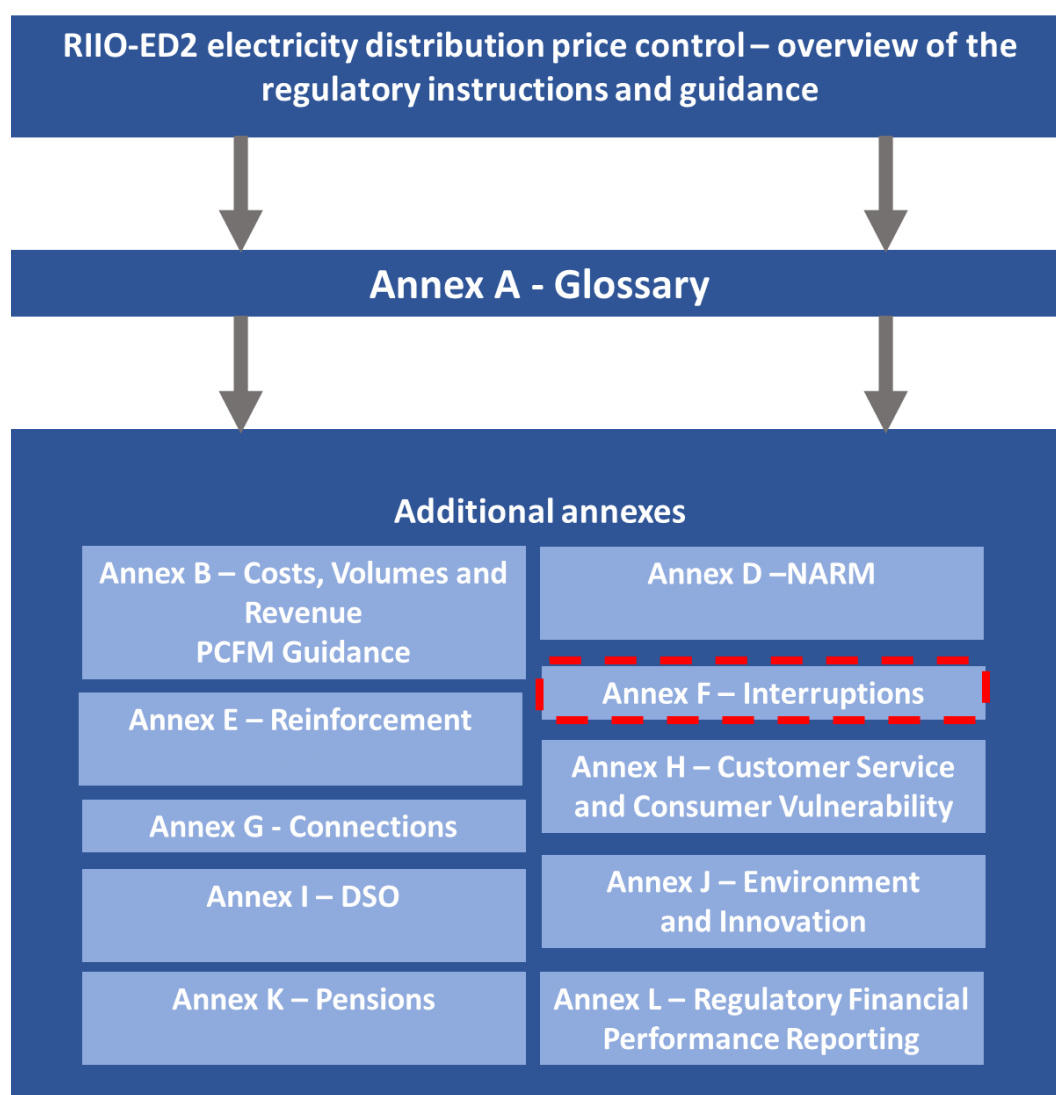 RIIO-ED2 electricity distribution price control – overview of the
regulatory instructions and guidance
Annex A - Glossary
Additional annexes
Annex B – Costs, Volumes and
Revenue
PCFM Guidance
Annex D –NARM
Annex E – Reinforcement
Annex F – Interruptions
Annex G - Connections
Annex H – Customer Service
and Consumer Vulnerability
Annex I – DSO
Annex J – Environment
and Innovation
Annex K – Pensions
Annex L – Regulatory Financial
Performance Reporting